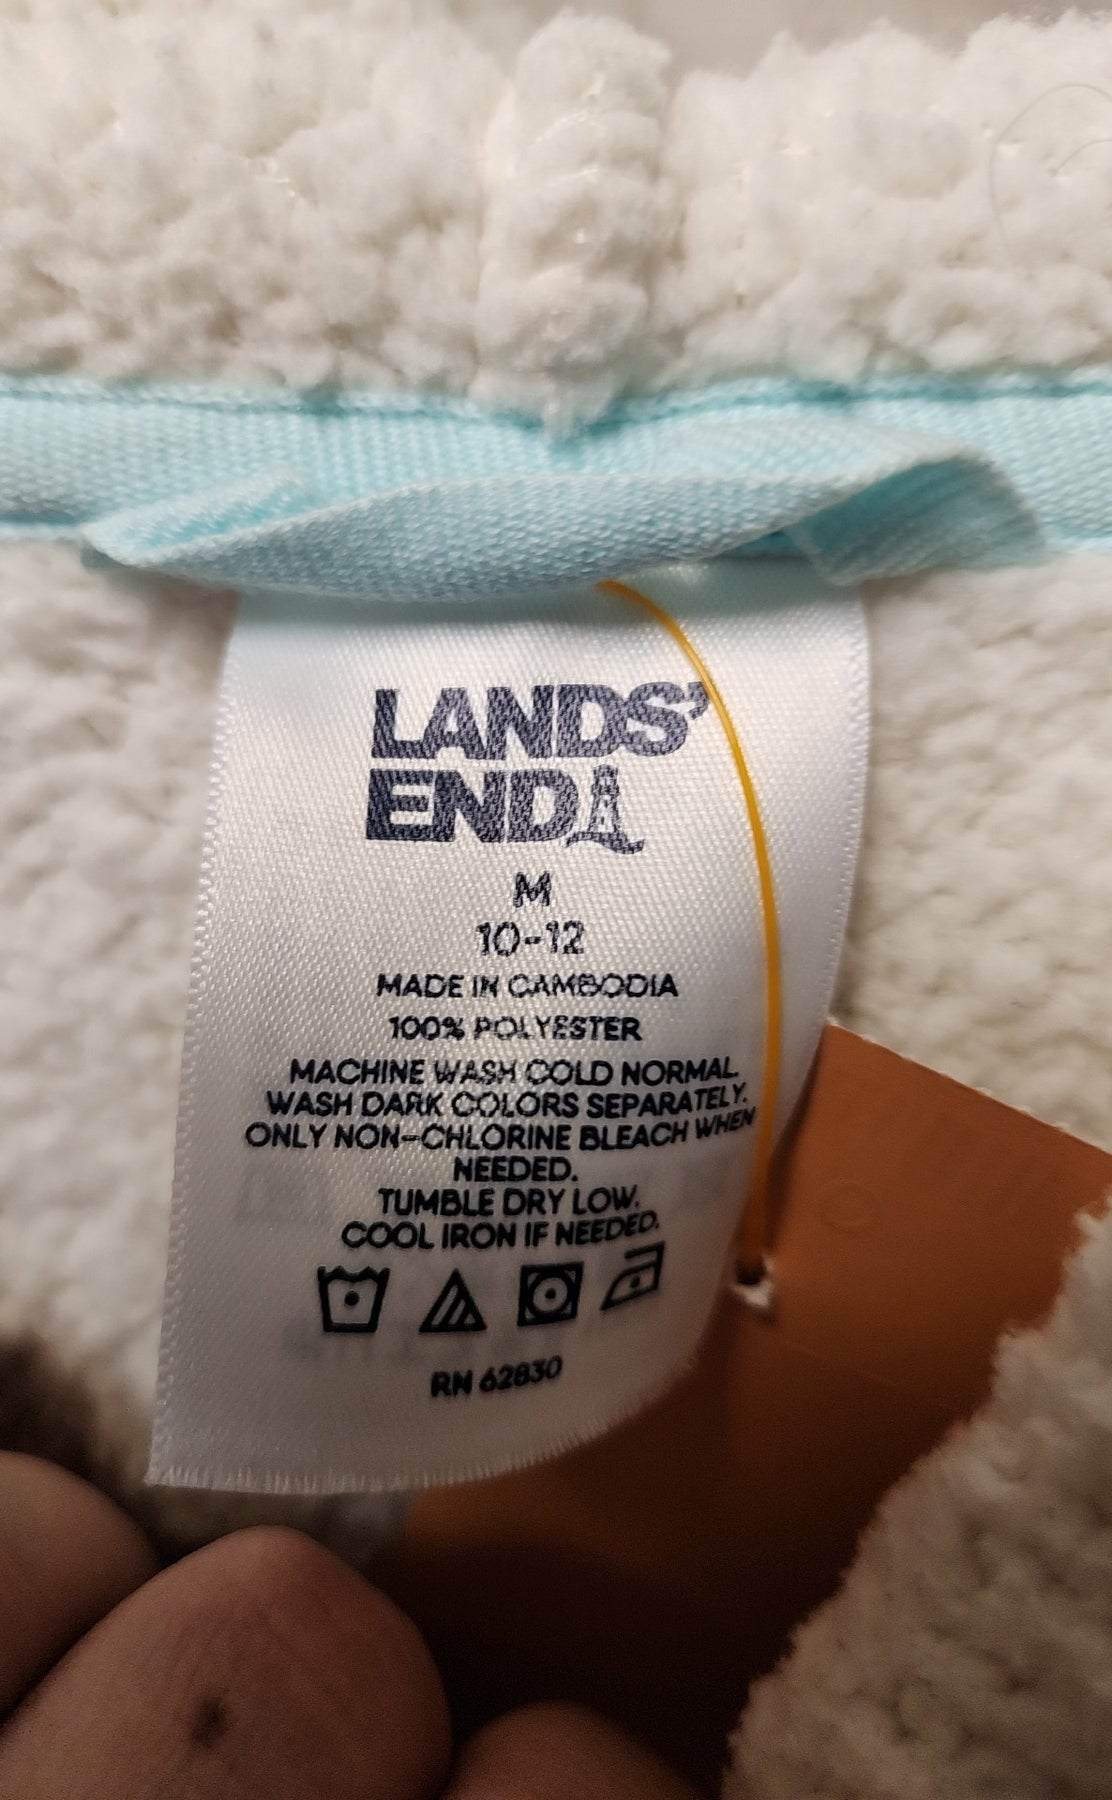 LANDS'
END
M
10-12
MADE IN CAMBODIA
100% POLYESTER
MACHINE WASH COLD NORMAL.
WASH DARK COLORS SEPARATELY.
ONLY NON-CHLORINE BLEACH WHEN
NEEDED.
TUMBLE DRY LOW.
COOL IRON IF NEEDED.
RN 62830